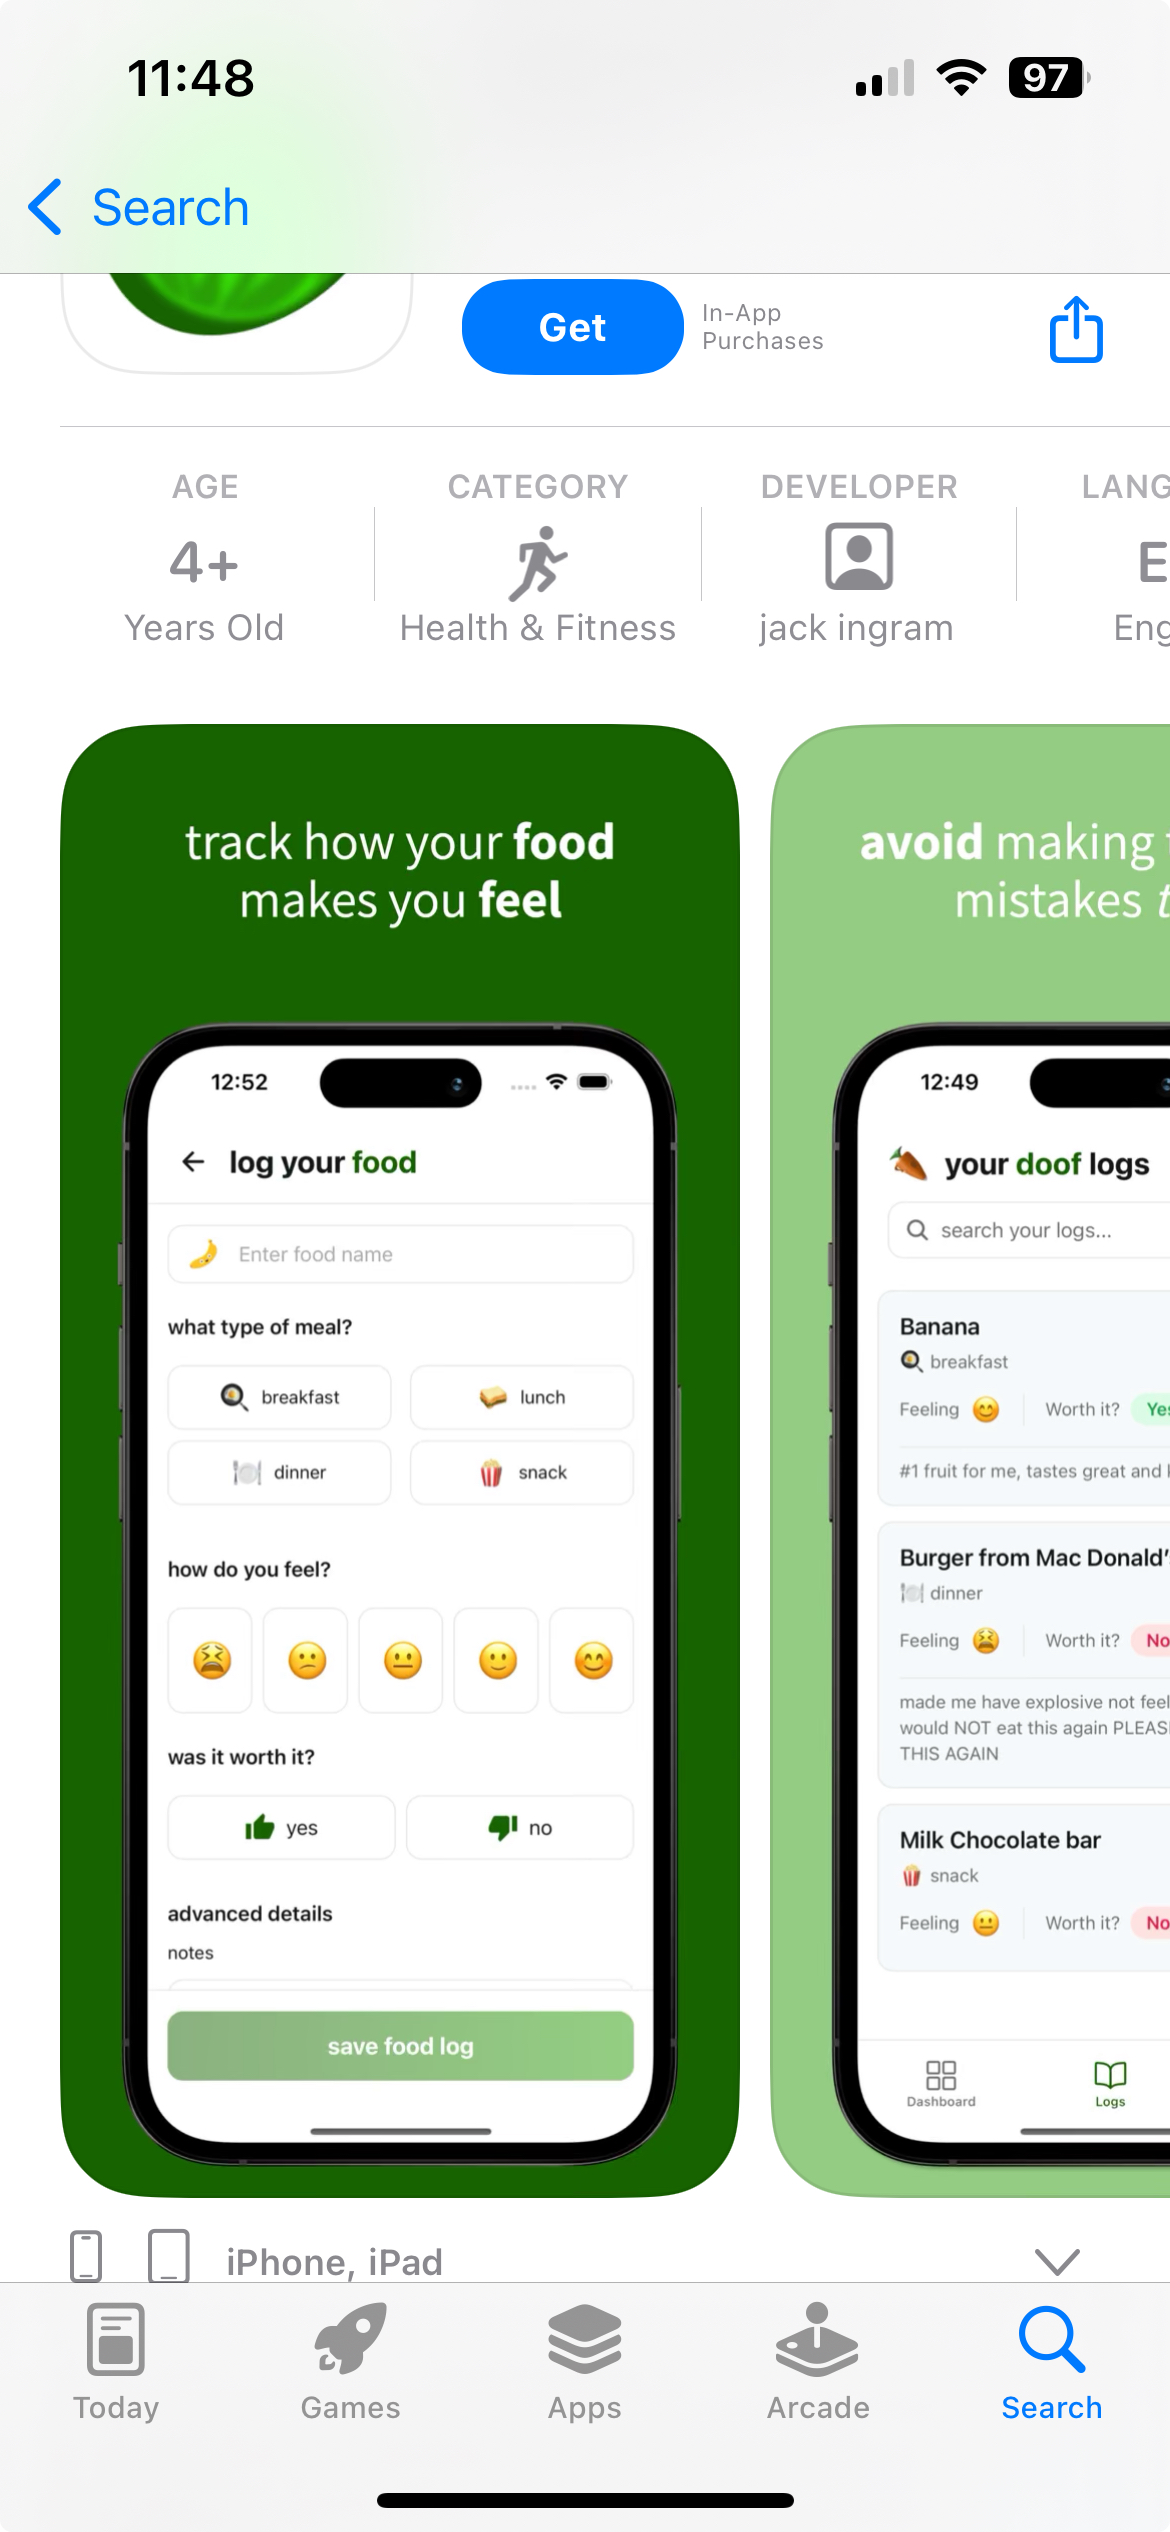 11:48
97
Search
Get
In-App
Purchases
AGE
4+
Years Old
CATEGORY
Health & Fitness
DEVELOPER
jack ingram
LANG
E
Eng
track how your food
makes you feel
12:52
log your food
Enter food name
what type of meal?
breakfast
lunch
dinner
snack
how do you feel?
was it worth it?
yes
no
advanced details
notes
save food log
avoid making
mistakes
12:49
your doof logs
search your logs...
Banana
breakfast
Feeling
Worth it?
Yes
#1 fruit for me, tastes great and
Burger from Mac Donald's
dinner
Feeling
Worth it?
No
made me have explosive not feel
would NOT eat this again PLEAS
THIS AGAIN
Milk Chocolate bar
snack
Feeling
Worth it?
No
Dashboard
Logs
iPhone, iPad
Today
Games
Apps
Arcade
Search